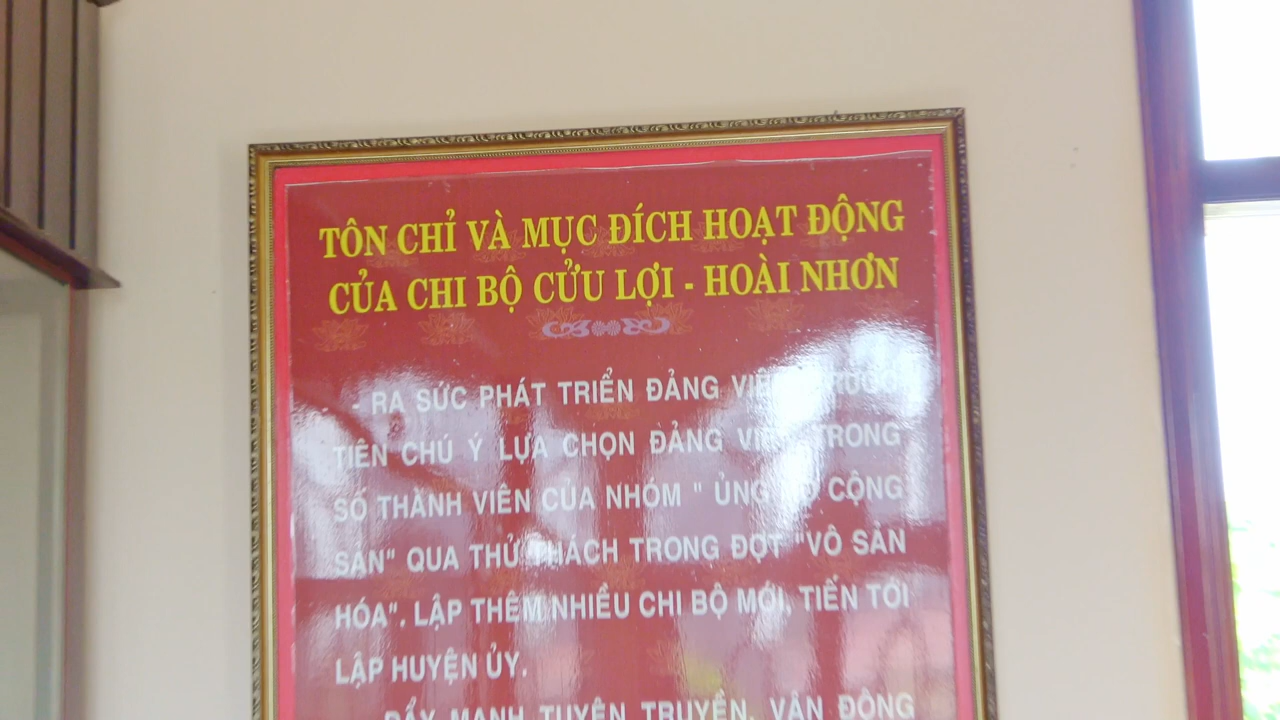 TÔN CHỈ VÀ MỤC ĐÍCH HOẠT ĐỘNG
CỦA CHI BỘ CỬU LỢI - HOÀI NHƠN
- RA SỨC PHÁT TRIỂN ĐẢNG VIÊN TRƯỚC
TIÊN CHÚ Ý LỰA CHỌN ĐẢNG VIÊN TRONG
SỐ THÀNH VIÊN CỦA NHÓM " ỦNG HỘ CỘNG
SẢN" QUA THỬ THÁCH TRONG ĐỢT "VÔ SẢN
HÓA". LẬP THÊM NHIỀU CHI BỘ MỚI, TIẾN TỚI
LẬP HUYỆN ỦY.
ĐẨY MẠNH TUYÊN TRUYỀN, VẬN ĐỘNG